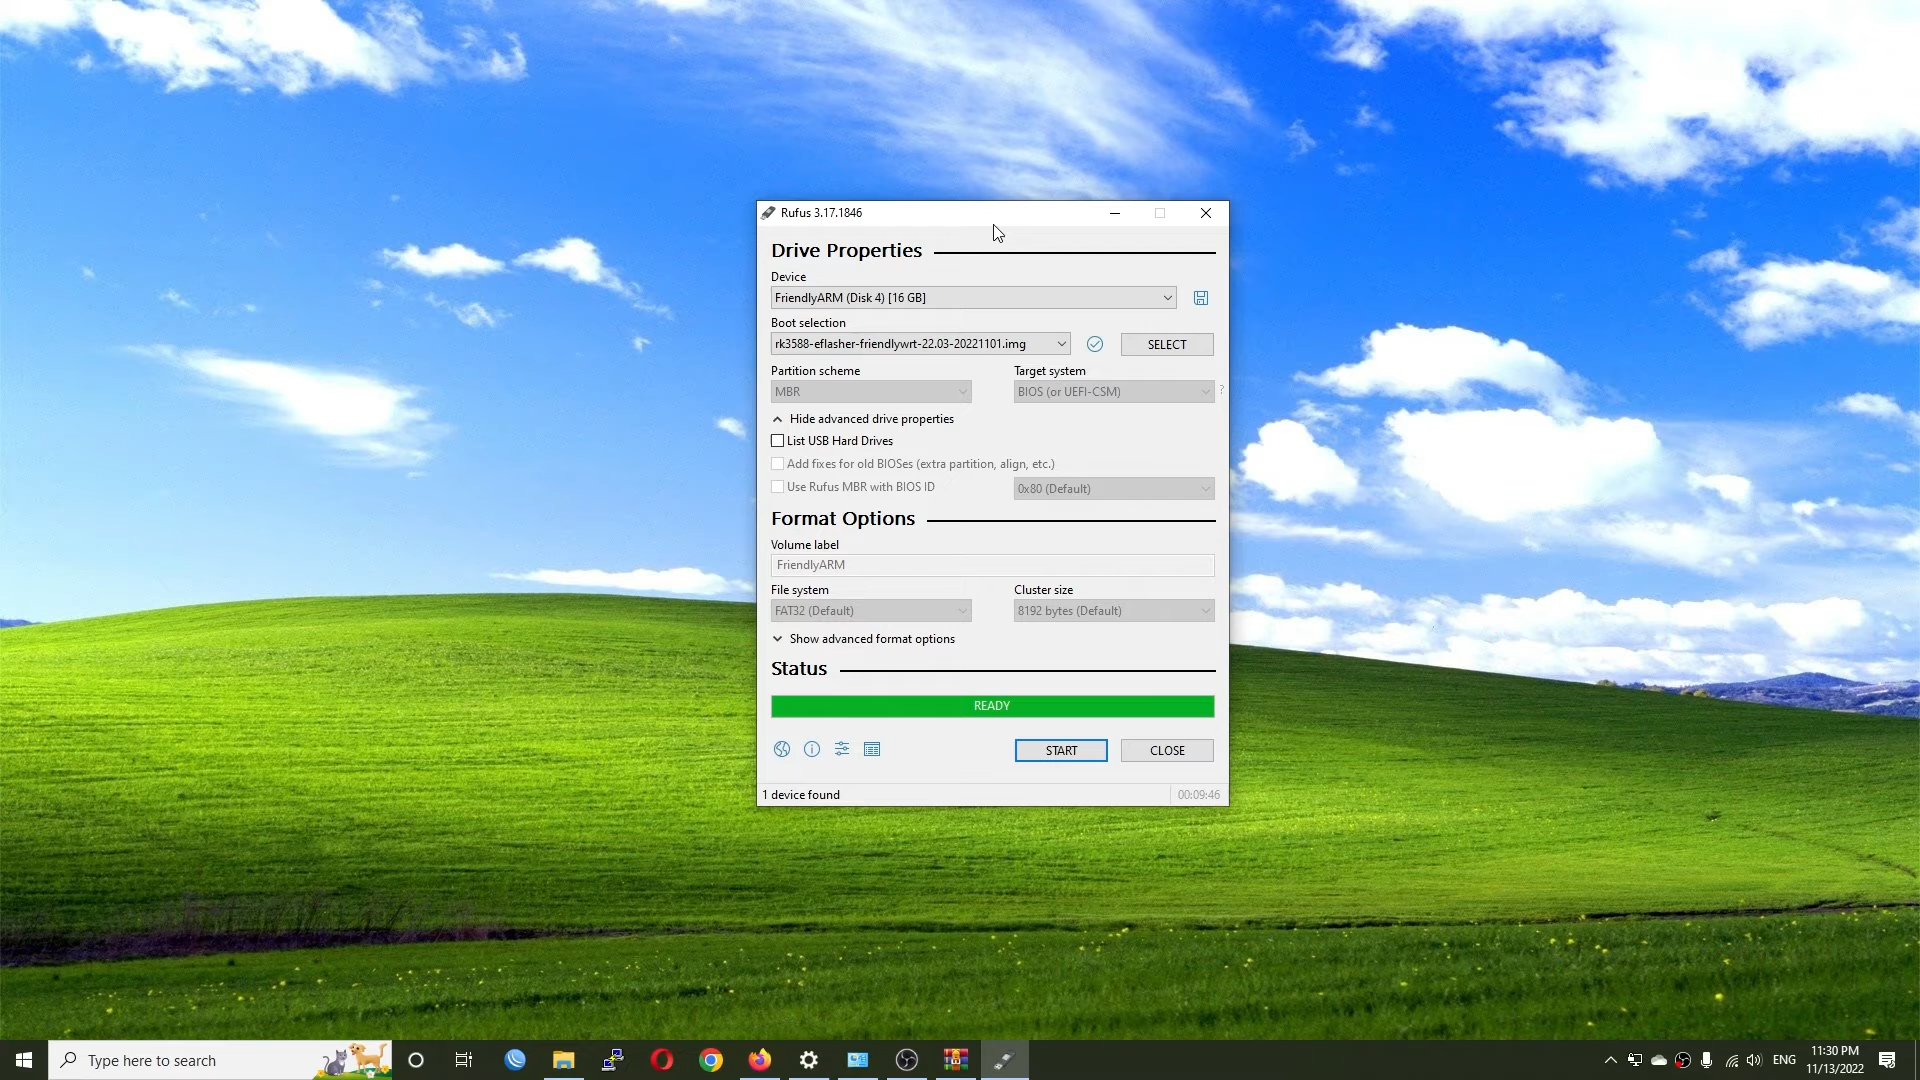 Rufus 3.17.1846
Drive Properties
Device
FriendlyARM (Disk 4) [16 GB]
Boot selection
rk3588-eflasher-friendlywrt-22.03-20221101.img
SELECT
Partition scheme
Target system
MBR
BIOS (or UEFI-CSM)
?
Hide advanced drive properties
List USB Hard Drives
Add fixes for old BIOSes (extra partition, align, etc.)
Use Rufus MBR with BIOS ID
0x80 (Default)
Format Options
Volume label
FriendlyARM
File system
Cluster size
FAT32 (Default)
8192 bytes (Default)
Show advanced format options
Status
READY
START
CLOSE
1 device found
00:09:46
Type here to search
ENG
11:30 PM
11/13/2022